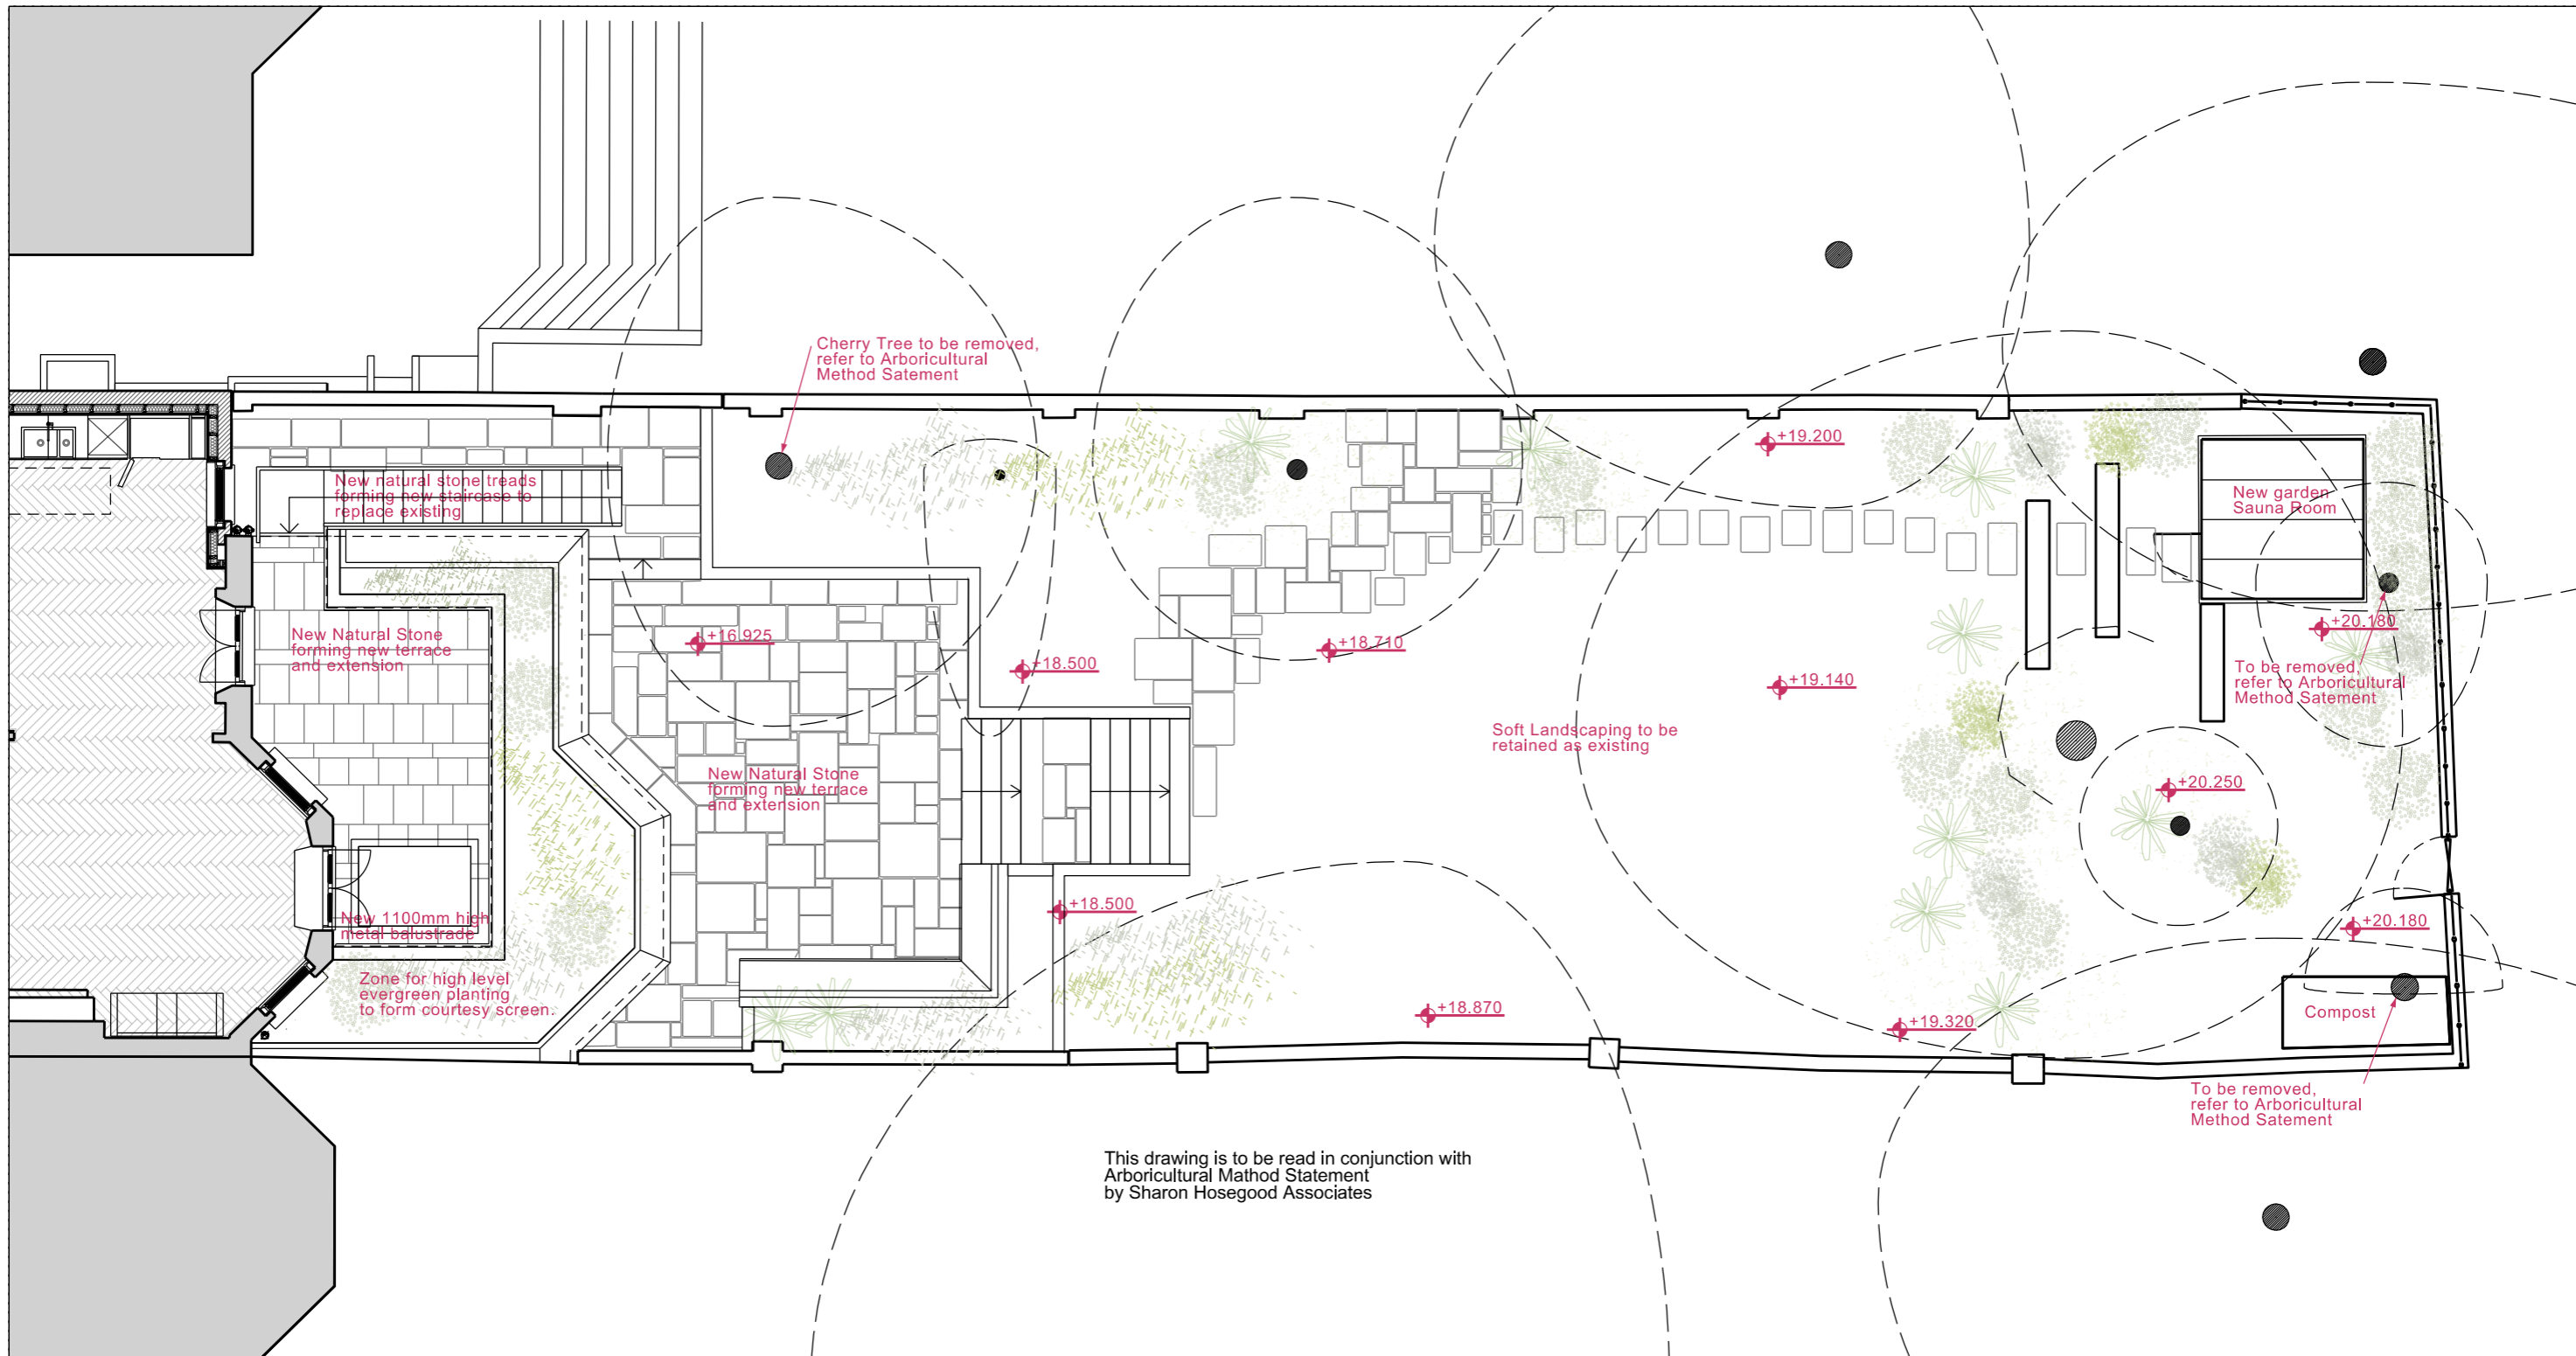 Cherry Tree to be removed,
refer to Arboricultural
Method Satement
+19.200
New natural stone treads
forming new staircase to
replace existing
New garden
Sauna Room
New Natural Stone
forming new terrace
and extension
+16.925
+18.500
+18.710
+20.180
+19.140
To be removed,
refer to Arboricultural
Method Satement
Soft Landscaping to be
retained as existing
New Natural Stone
forming new terrace
and extension
+20.250
New 1100mm high
metal balustrade
+18.500
+20.180
Zone for high level
evergreen planting
to form courtesy screen.
+18.870
+19.320
Compost
To be removed,
refer to Arboricultural
Method Satement
This drawing is to be read in conjunction with
Arboricultural Mathod Statement
by Sharon Hosegood Associates